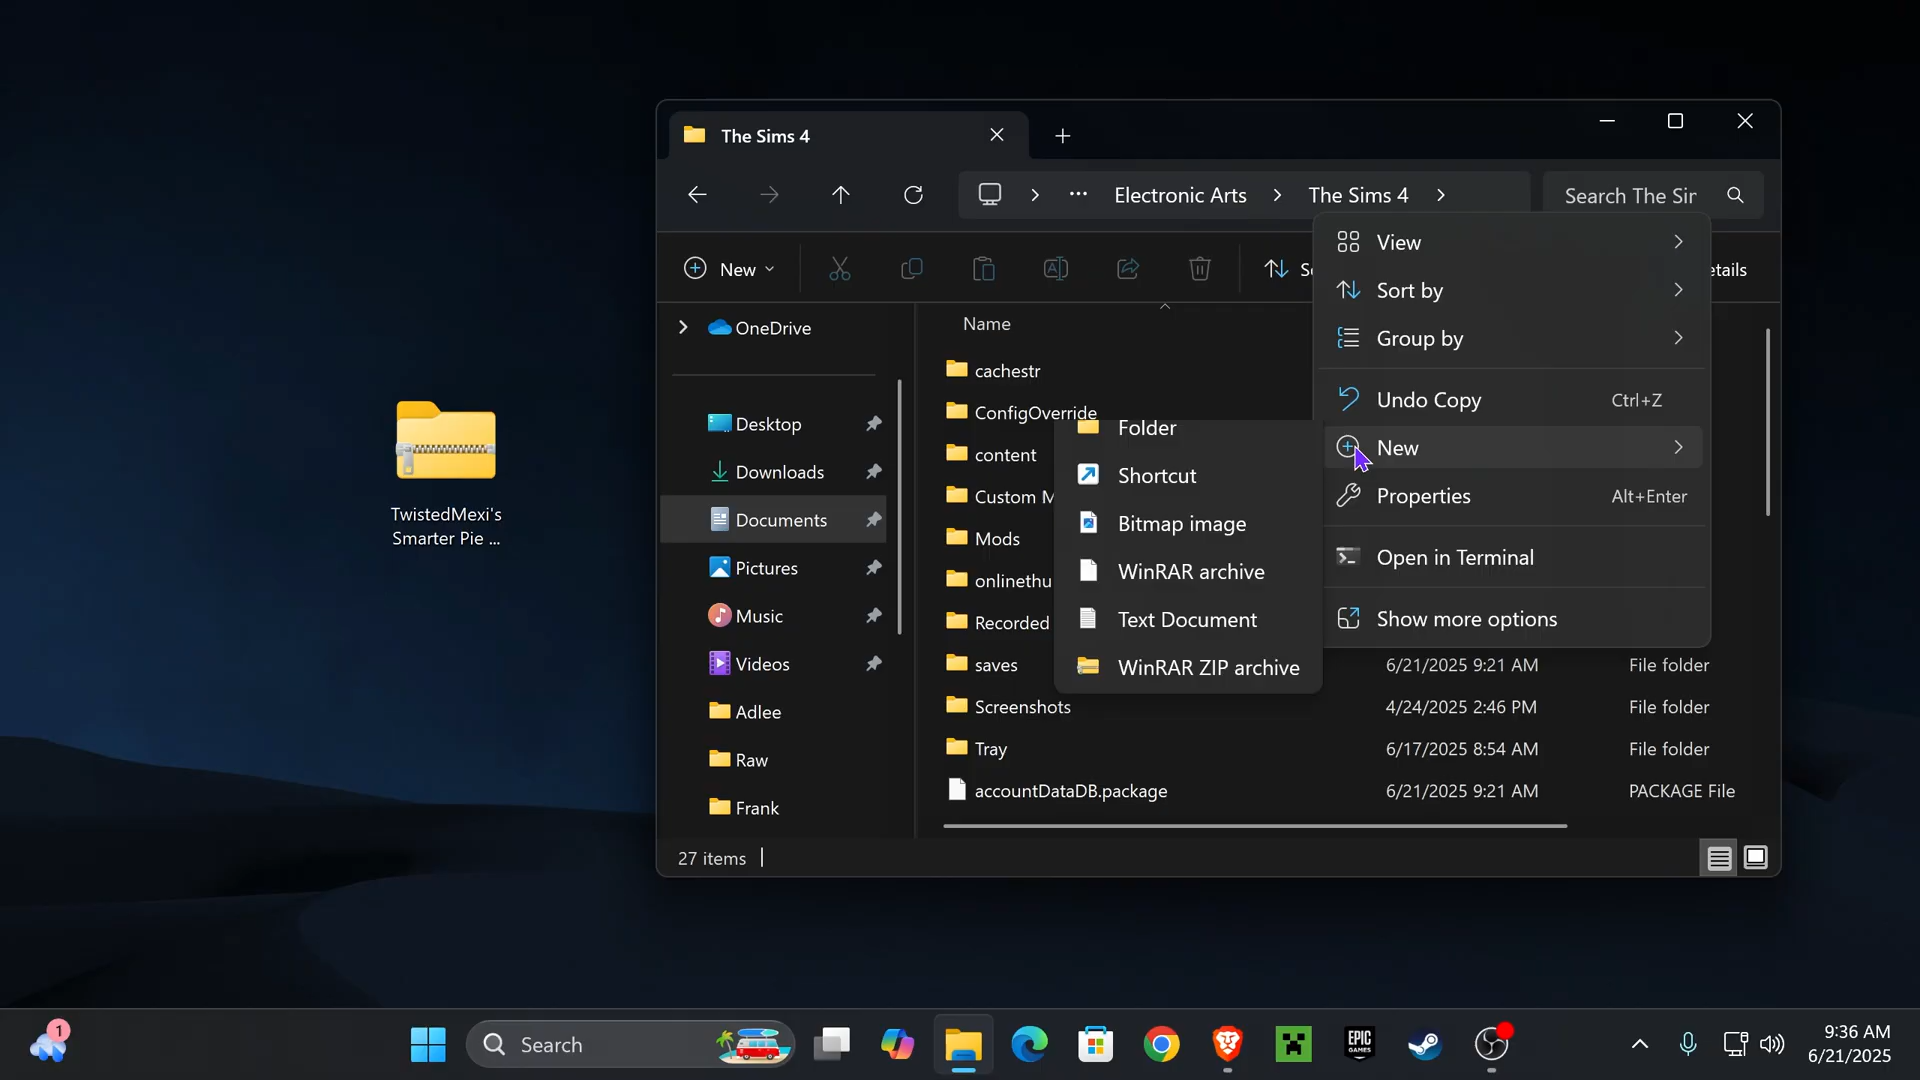 TwistedMexi's
Smarter Pie ...
The Sims 4
Electronic Arts
The Sims 4
Search The Sir
New
etails
OneDrive
Desktop
Downloads
Documents
Pictures
Music
Videos
Adlee
Raw
Frank
Name
cachestr
ConfigOverride
content
Custom M
Mods
onlinethu
Recorded
saves
6/21/2025 9:21 AM
File folder
Screenshots
4/24/2025 2:46 PM
File folder
Tray
6/17/2025 8:54 AM
File folder
accountDataDB.package
6/21/2025 9:21 AM
PACKAGE File
27 items
View
Sort by
Group by
Undo Copy
Ctrl+Z
New
Properties
Alt+Enter
Open in Terminal
Show more options
Folder
Shortcut
Bitmap image
WinRAR archive
Text Document
WinRAR ZIP archive
1
Search
EPIC
GAMES
9:36 AM
6/21/2025